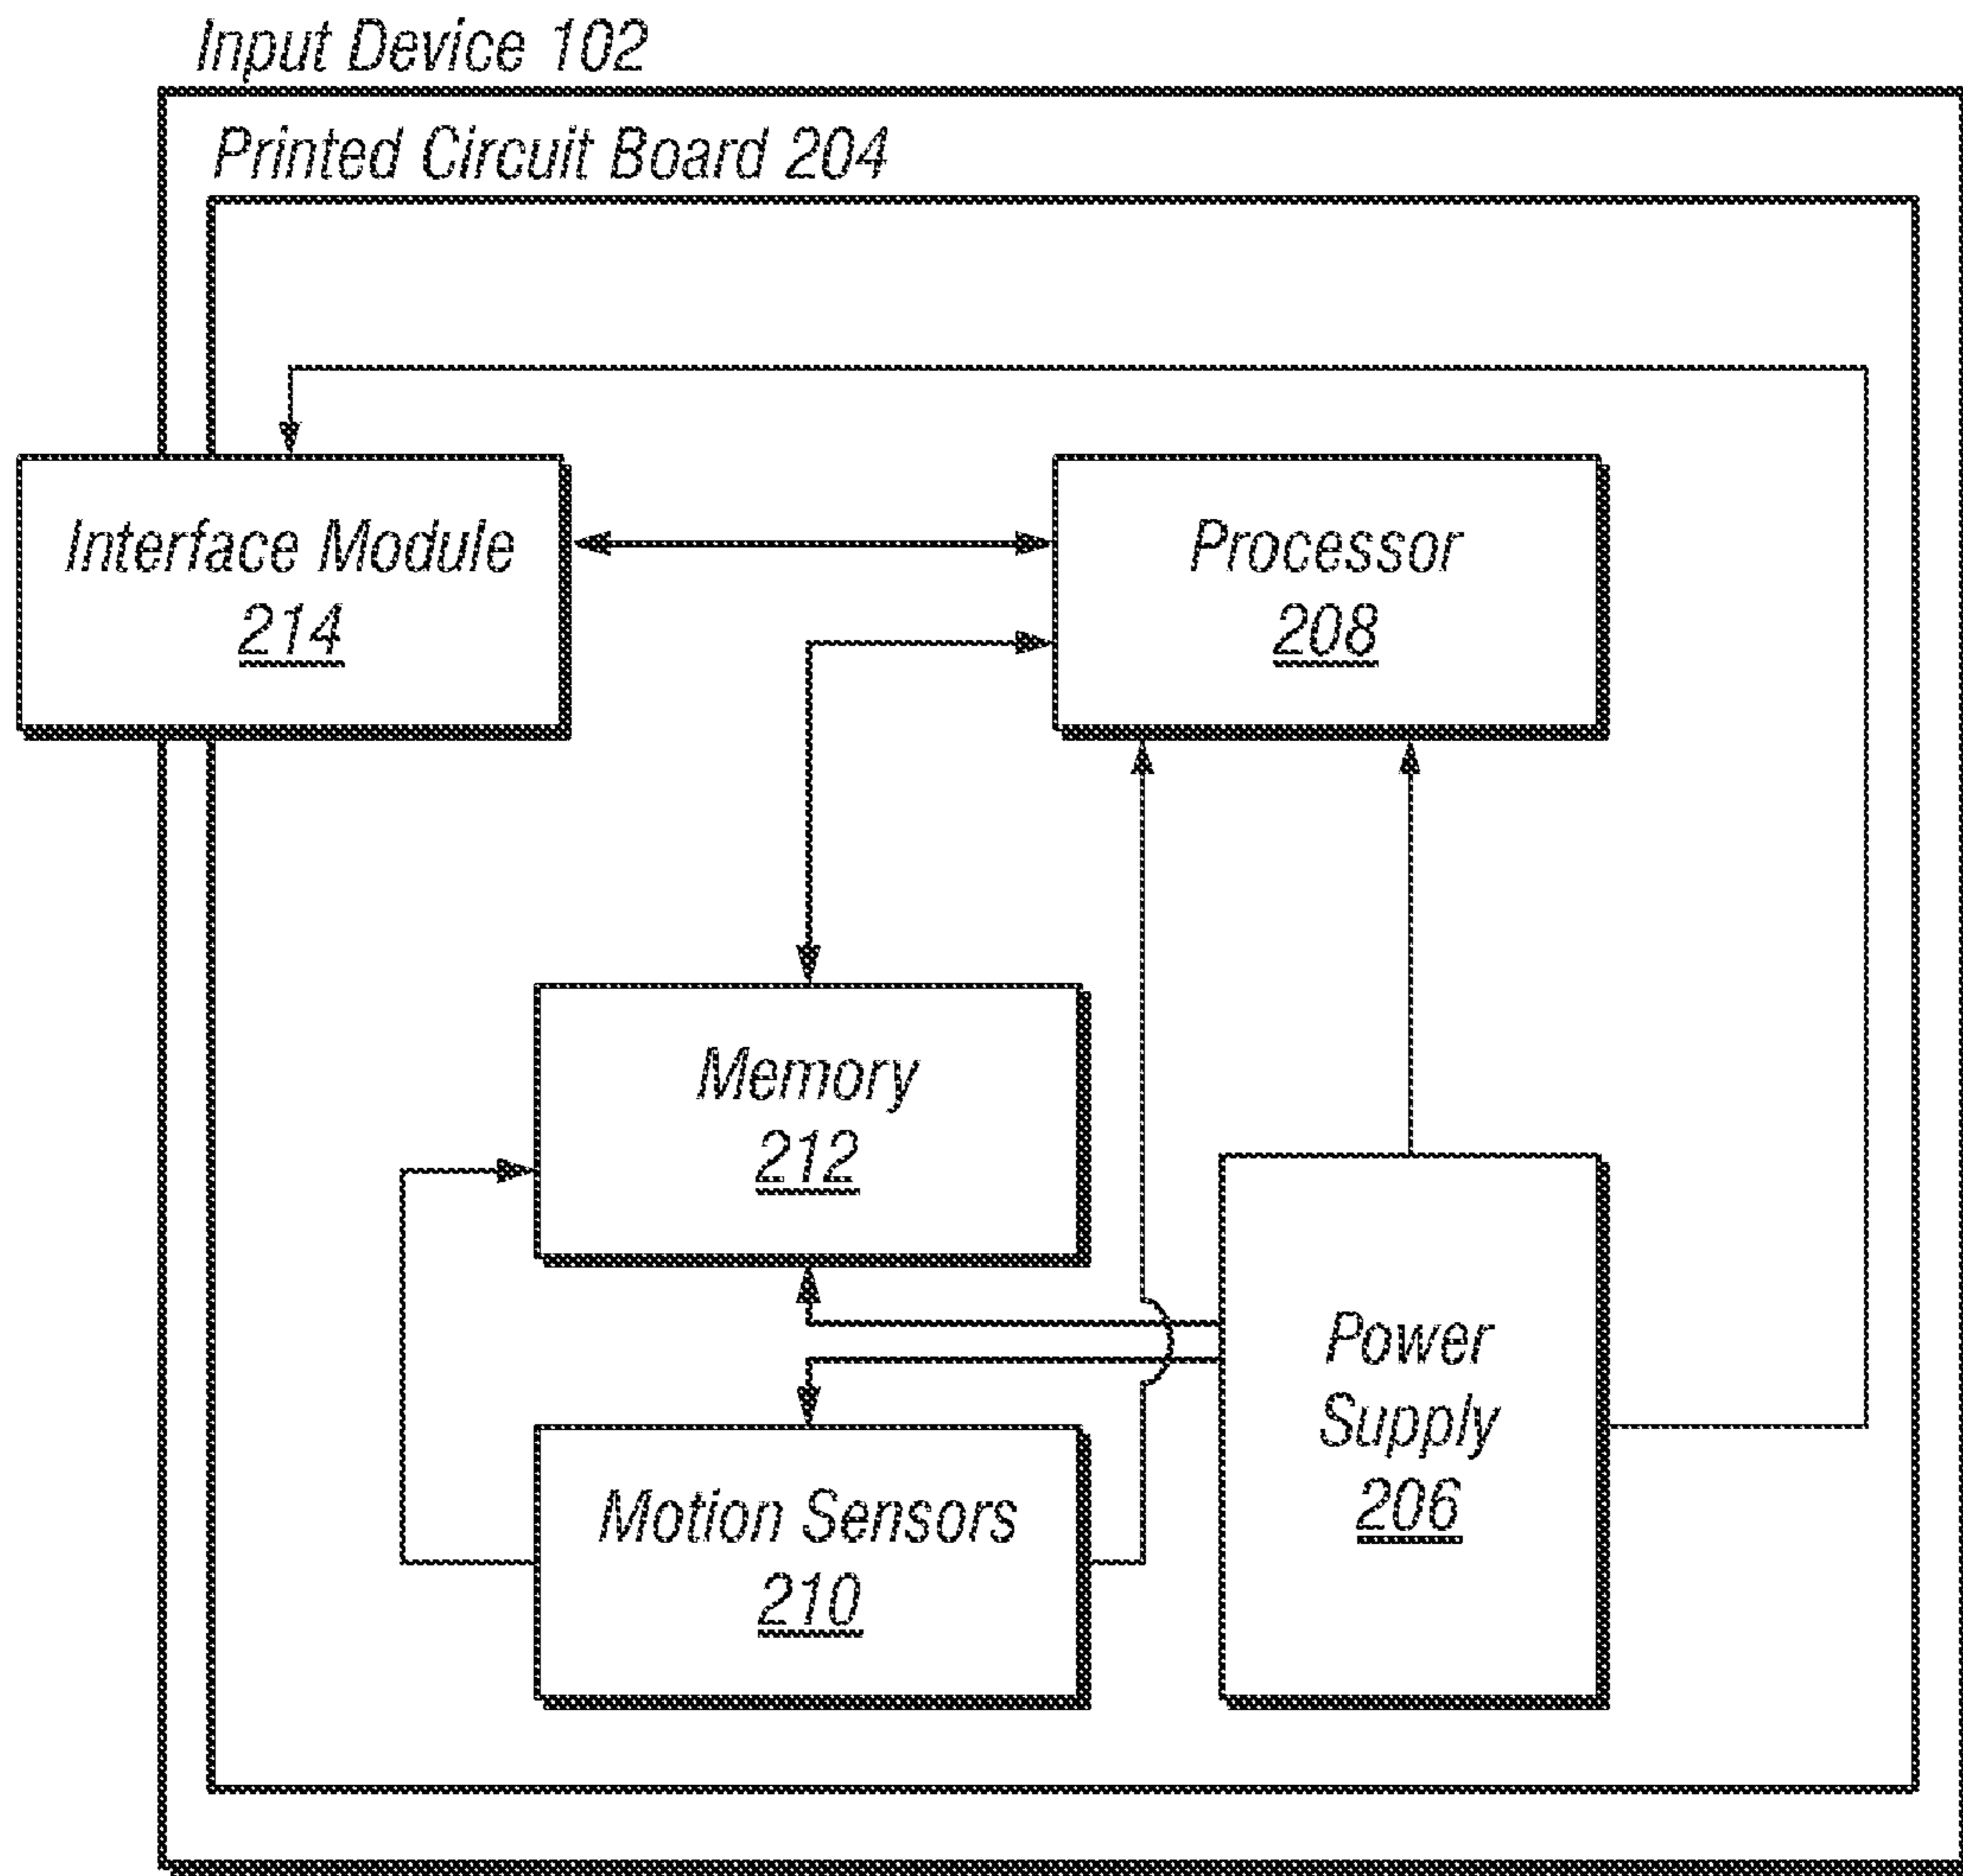 Input Device 102
Printed Circuit Board 204
Interface Module
214
Processor
208
Memory
212
Power
Supply
206
Motion Sensors
210